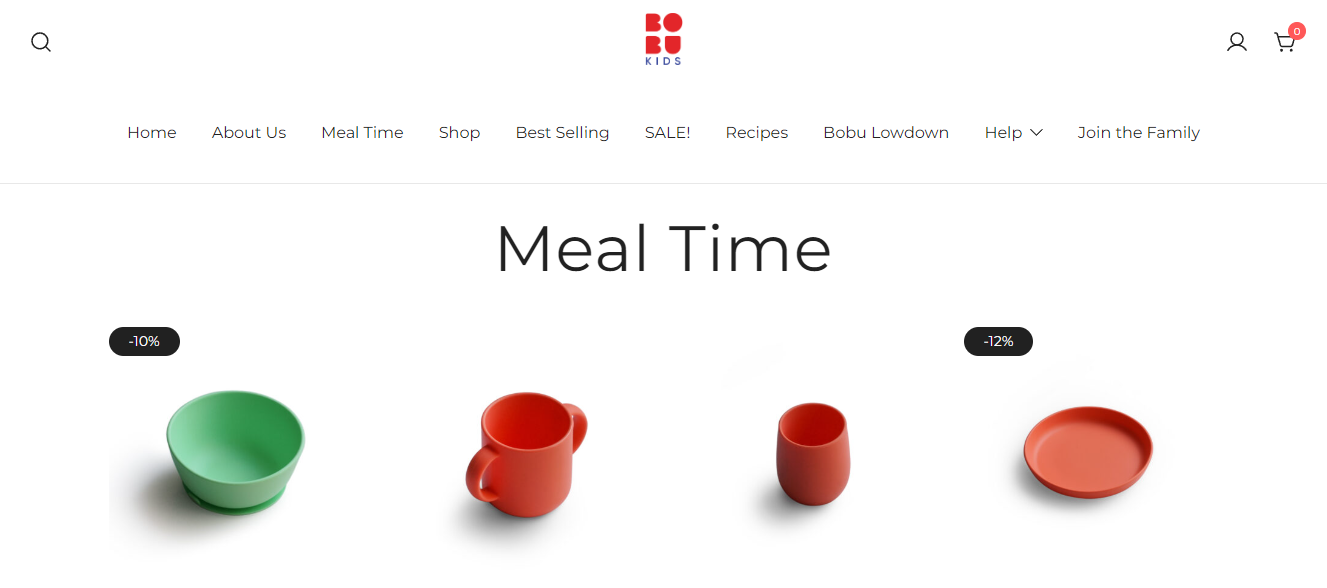 BO
BU
KIDS
0
Home About Us Meal Time Shop Best Selling SALE! Recipes Bobu Lowdown Help Join the Family
Meal Time
-10%
-12%